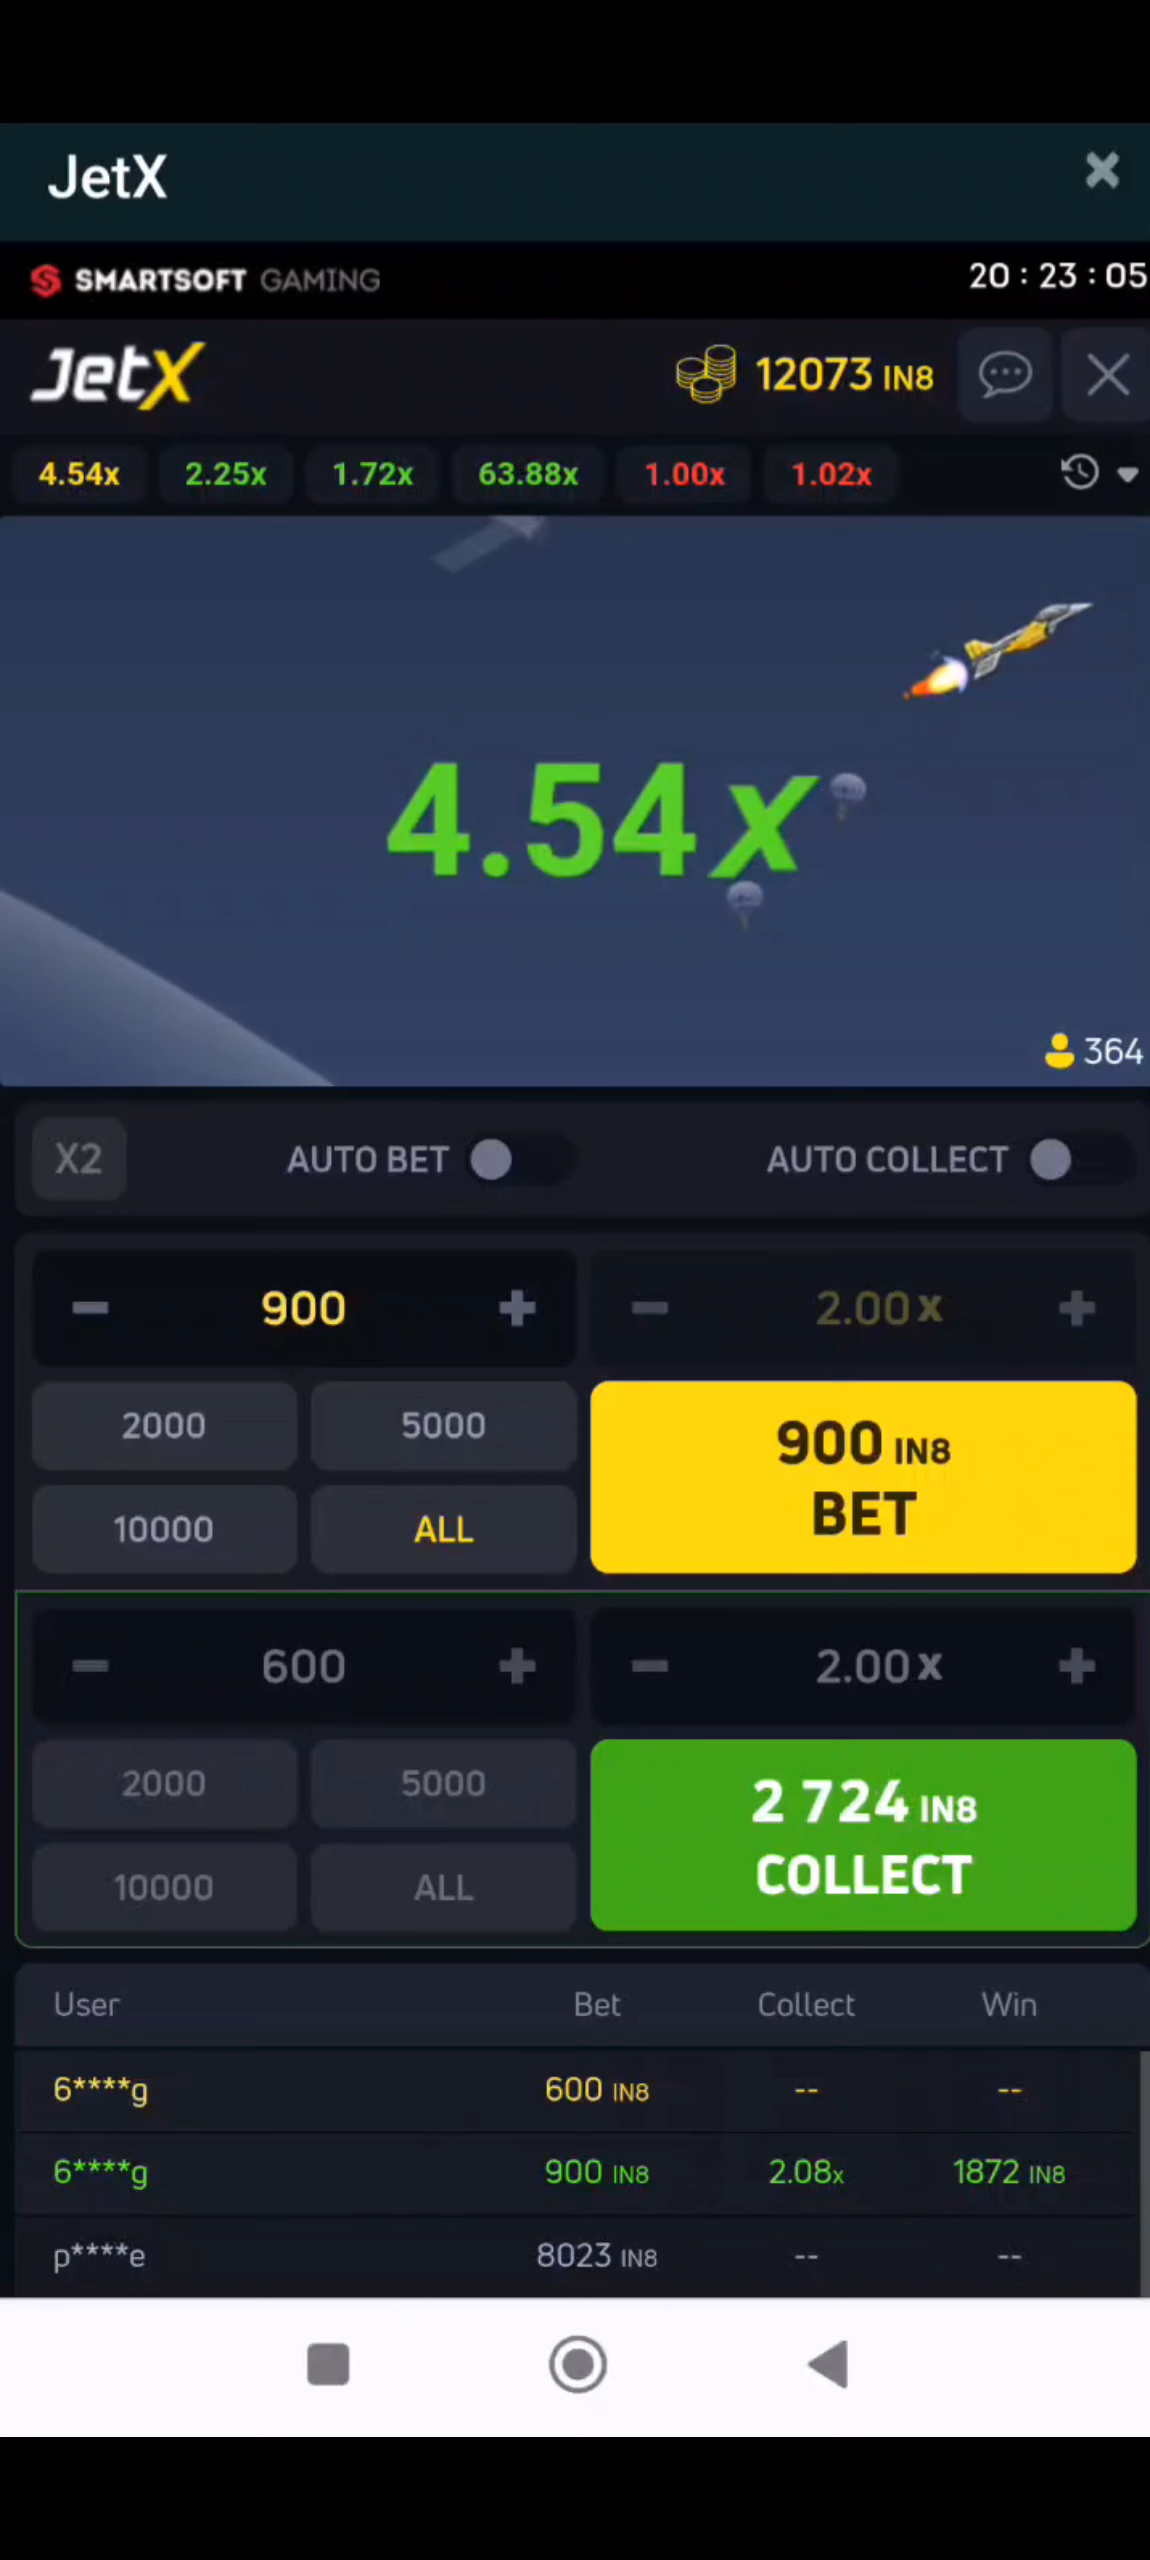 JetX
SMARTSOFT GAMING 20 : 23 : 05
JetX 12073 IN8
4.54x 2.25x 1.72x 63.88x 1.00x 1.02x
4.54x
364
X2 AUTO BET AUTO COLLECT
900 2.00x
2000 5000
900 IN8
BET
10000 ALL
600 2.00x
2000 5000
2 724 IN8
COLLECT
10000 ALL
User Bet Collect Win
6****g 600 IN8 -- --
6****g 900 IN8 2.08x 1872 IN8
p****e 8023 IN8 -- --